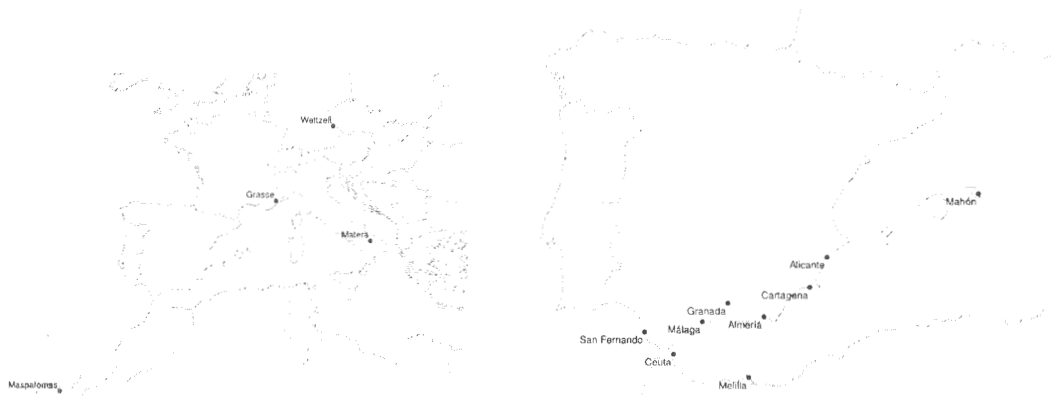 Wettzell
Grasse
Matera
Maspalomas
Mahón
Alicante
Cartagena
Granada
Almería
Málaga
San Fernando
Ceuta
Melilla